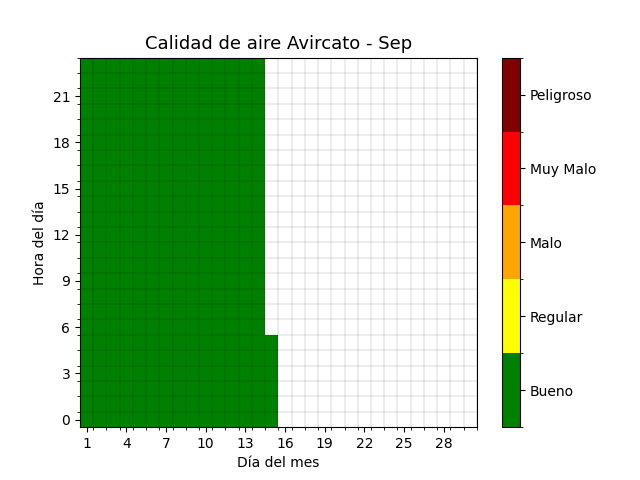 Calidad de aire Avircato - Sep
Hora del día
21
18
15
12
9
6
3
0
1 4 7 10 13 16 19 22 25 28
Día del mes
Peligroso
Muy Malo
Malo
Regular
Bueno